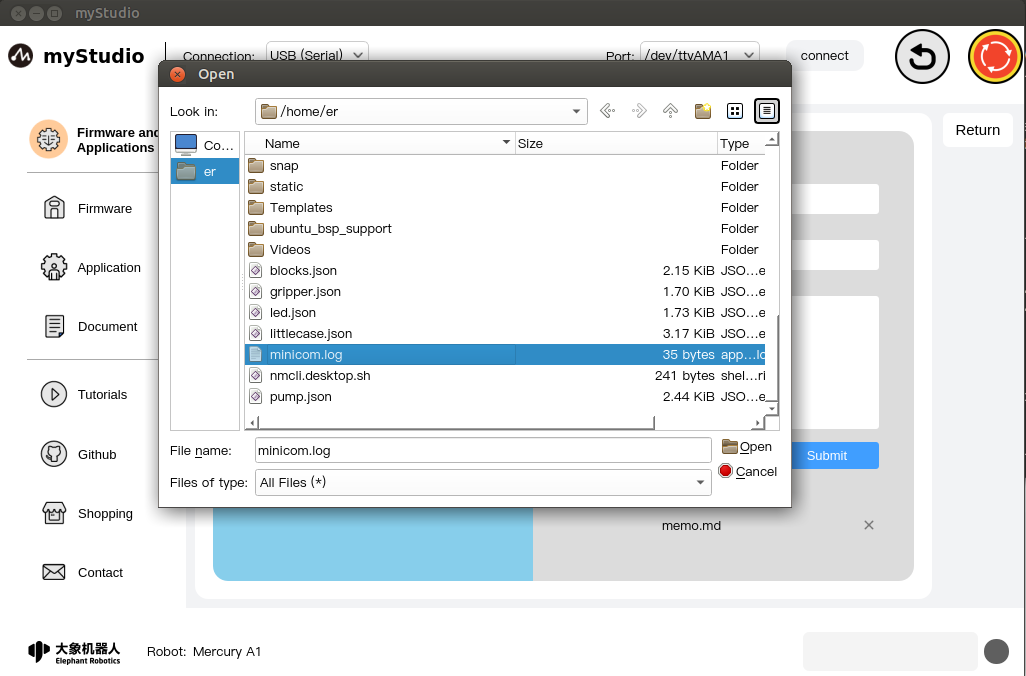 myStudio
myStudio
Connection: USB (Serial) Port: /dev/ttyAMA1 connect
Open
Look in: /home/er
Return
Firmware and
Applications
Firmware
Application
Document
Tutorials
Github
Shopping
Contact
Co...
er
Name Size Type
snap Folder
static Folder
Templates Folder
ubuntu_bsp_support Folder
Videos Folder
blocks.json 2.15 KiB JSO...e
gripper.json 1.70 KiB JSO...e
led.json 1.73 KiB JSO...e
littlecase.json 3.17 KiB JSO...e
minicom.log 35 bytes app...lo
nmcli.desktop.sh 241 bytes shel...ri
pump.json 2.44 KiB JSO...e
File name: minicom.log Open
Files of type: All Files (*) Cancel
Submit
memo.md
大象机器人
Elephant Robotics
Robot: Mercury A1